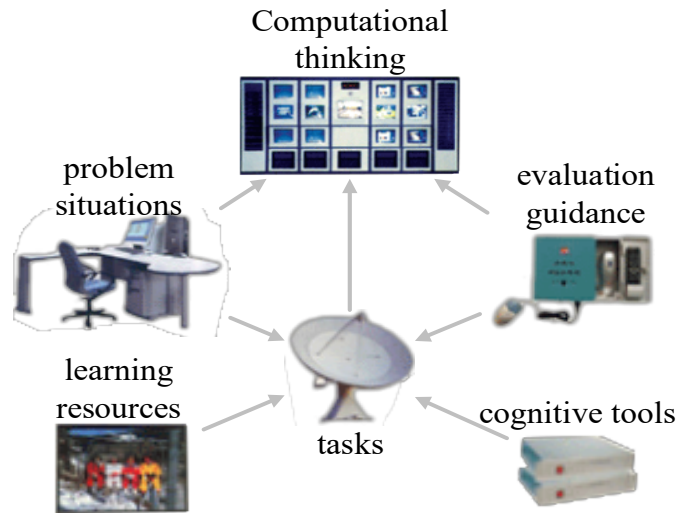 Computational
thinking
problem
situations
evaluation
guidance
learning
resources
tasks
cognitive tools